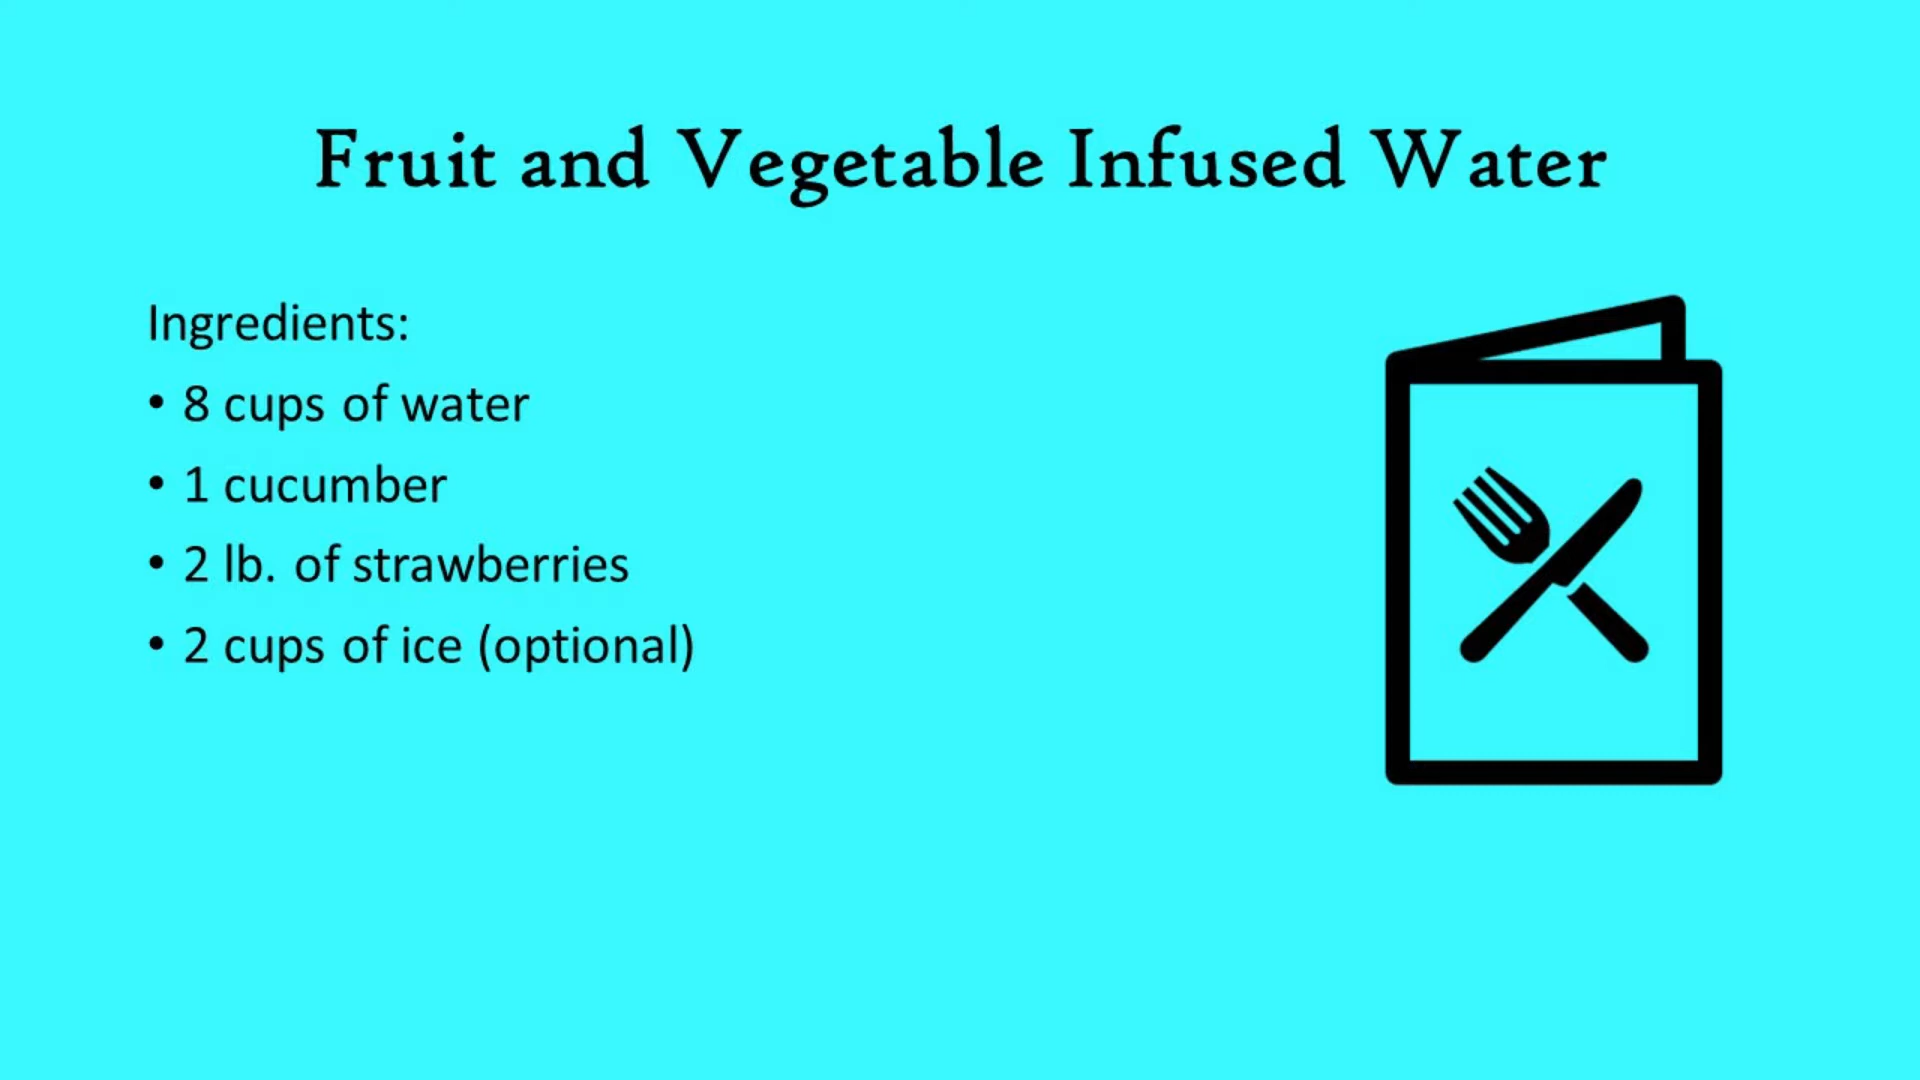 Fruit and Vegetable Infused Water
Ingredients:
• 8 cups of water
• 1 cucumber
• 2 lb. of strawberries
• 2 cups of ice (optional)